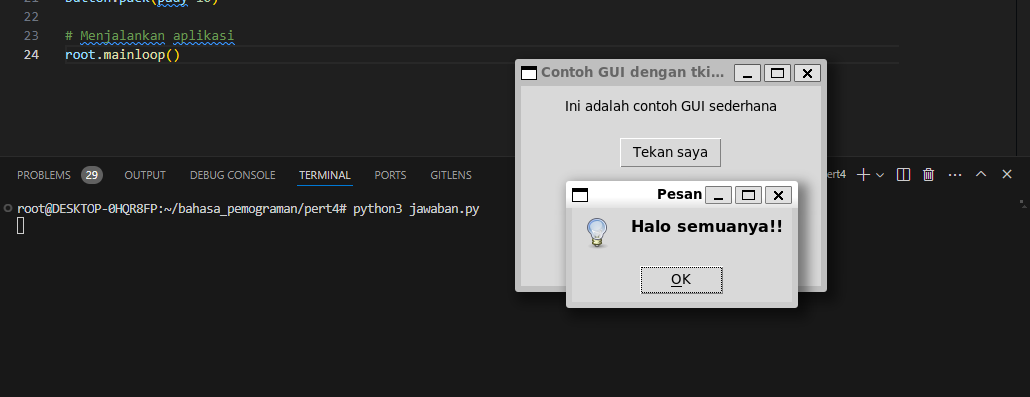 21 button.pack(pady=10)
22
23 # Menjalankan aplikasi
24 root.mainloop()
Contoh GUI dengan tki...
Ini adalah contoh GUI sederhana
Tekan saya
PROBLEMS 29 OUTPUT DEBUG CONSOLE TERMINAL PORTS GITLENS
ert4
root@DESKTOP-0HQR8FP:~/bahasa_pemograman/pert4# python3 jawaban.py
Pesan
Halo semuanya!!
OK